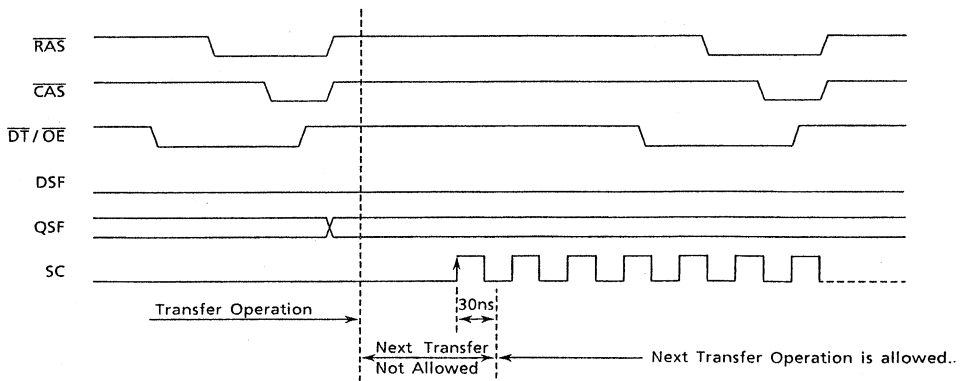 RAS
CAS
DT / OE
DSF
QSF
SC
30ns
Transfer Operation
Next Transfer
Not Allowed
Next Transfer Operation is allowed..